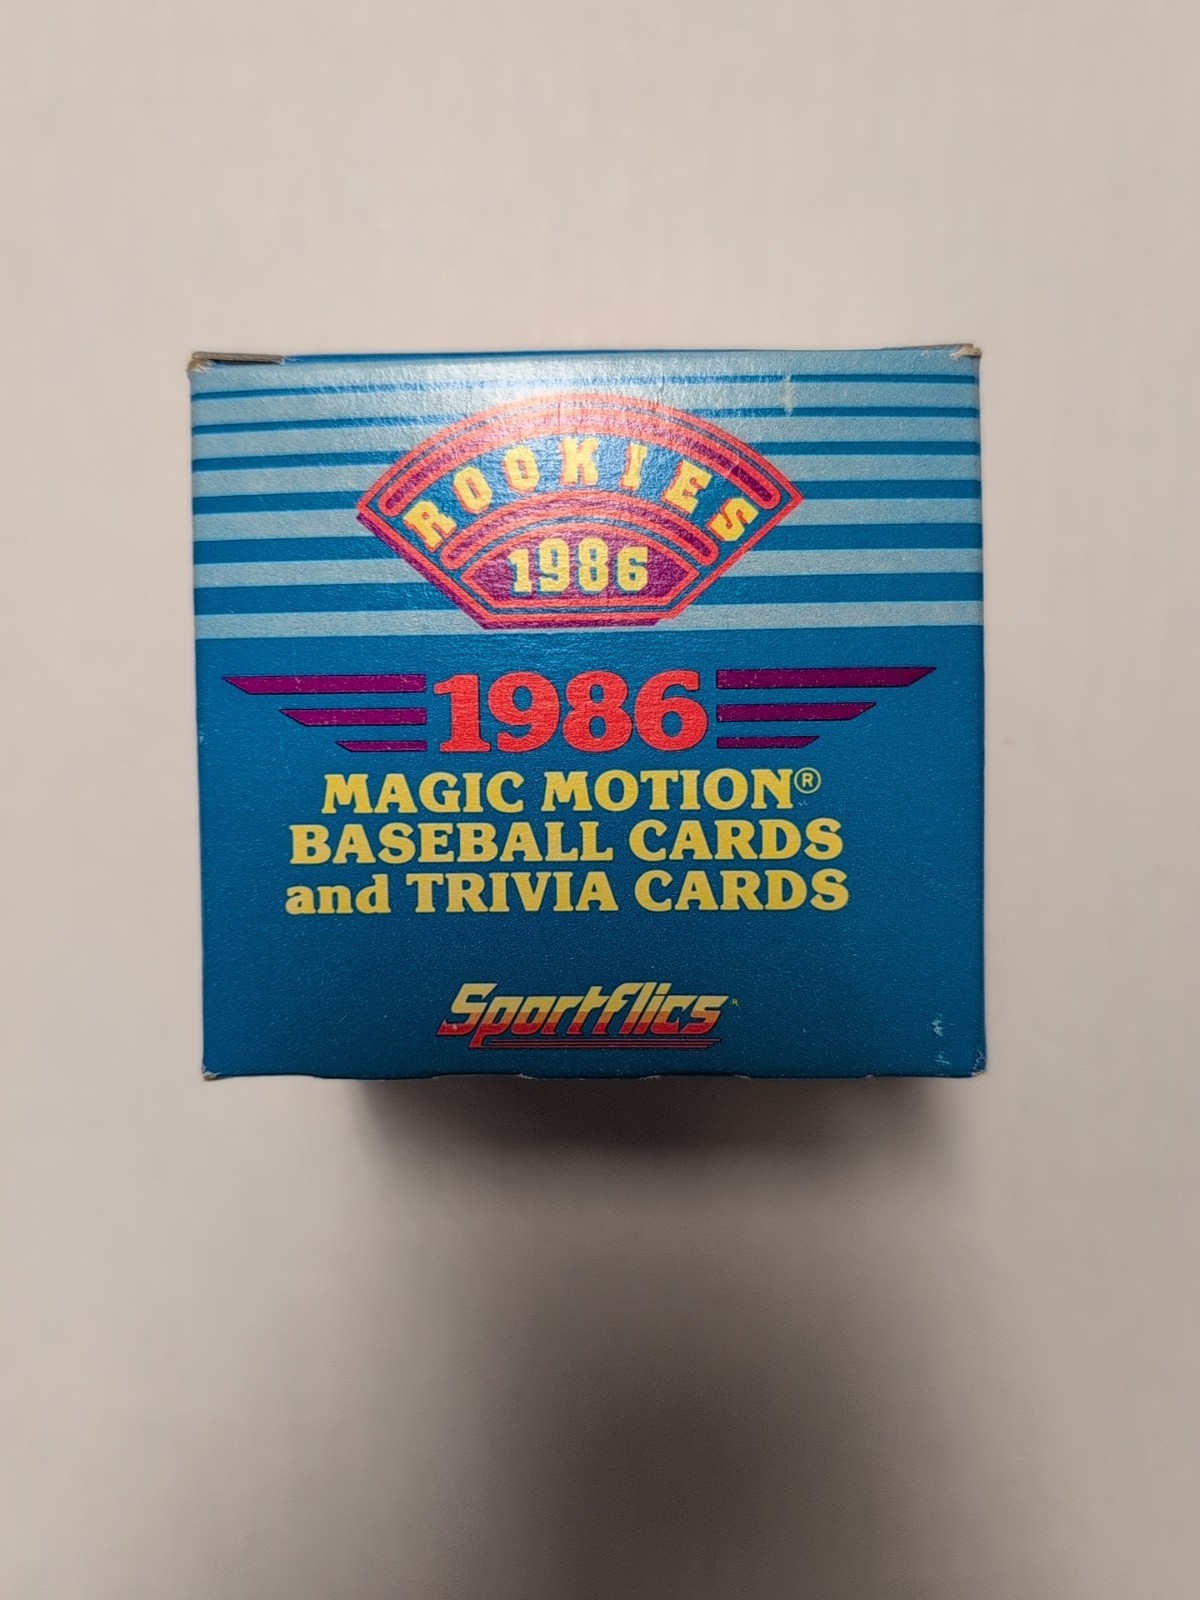 ROOKIES
1986
1986
MAGIC MOTION®
BASEBALL CARDS
and TRIVIA CARDS
Sportflics®